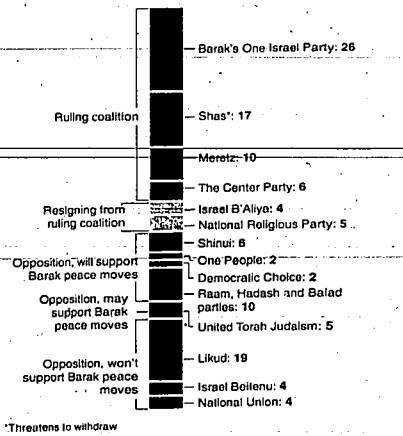 Ruling coalition
Barak's One Israel Party: 26
Shas*: 17
Meretz: 10
The Center Party: 6
Resigning from
ruling coalition
Israel B'Aliya: 4
National Religious Party: 5
Opposition, will support
Barak peace moves
Shinui: 6
One People: 2
Democratic Choice: 2
Raam, Hadash and Balad
parties: 10
Opposition, may
support Barak
peace moves
United Torah Judaism: 5
Opposition, won't
support Barak peace
moves
Likud: 19
Israel Beitenu: 4
National Union: 4
*Threatens to withdraw